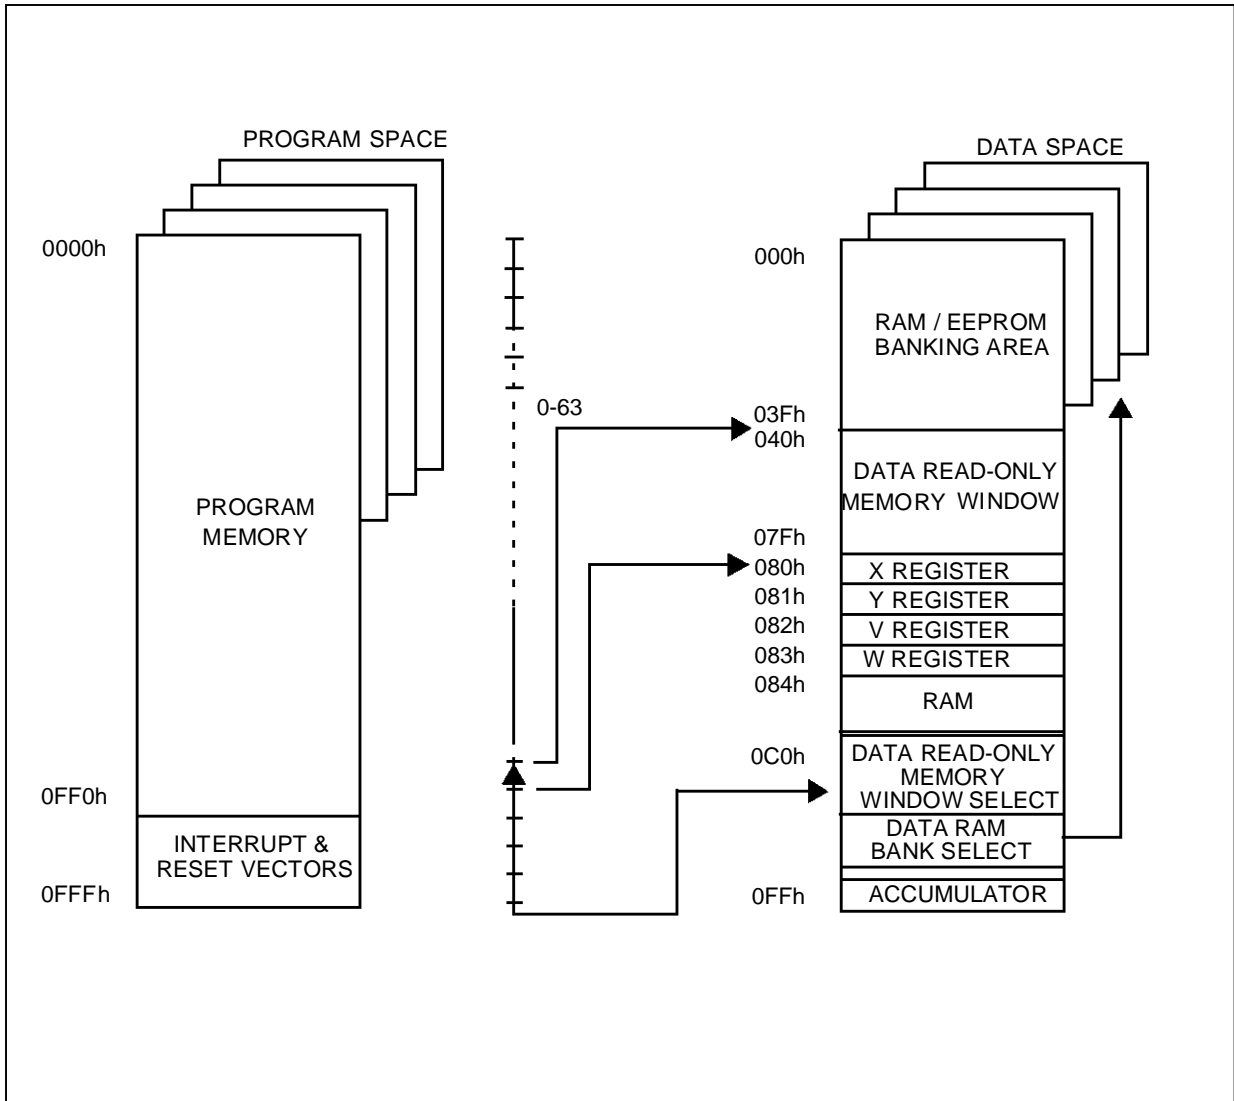 PROGRAM SPACE
0000h
PROGRAM
MEMORY
0FF0h
INTERRUPT &
RESET VECTORS
0FFFh
0-63
DATA SPACE
000h
RAM / EEPROM
BANKING AREA
03Fh
040h
DATA READ-ONLY
MEMORY WINDOW
07Fh
080h
X REGISTER
081h
Y REGISTER
082h
V REGISTER
083h
W REGISTER
084h
RAM
0C0h
DATA READ-ONLY
MEMORY
WINDOW SELECT
DATA RAM
BANK SELECT
0FFh
ACCUMULATOR